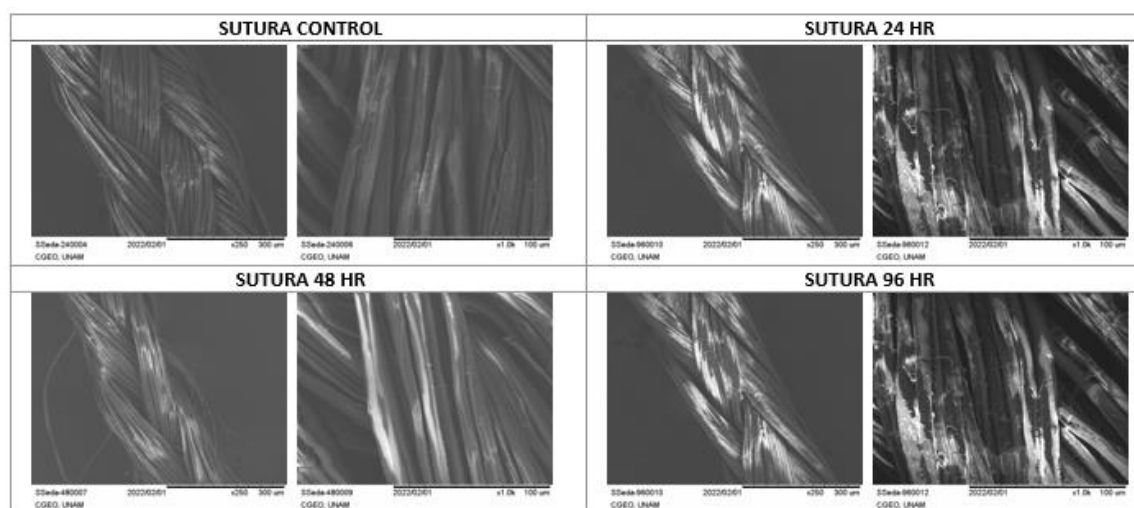 SUTURA CONTROL
SUTURA 24 HR
SSeda-240004 2022/02/01 x250 300 um
CGEO, UNAM
SSeda-240006 2022/02/01 x1.0k 100 um
CGEO, UNAM
SSeda-960010 2022/02/01 x250 300 um
CGEO, UNAM
SSeda-960012 2022/02/01 x1.0k 100 um
CGEO, UNAM
SUTURA 48 HR
SUTURA 96 HR
SSeda-480007 2022/02/01 x250 300 um
CGEO, UNAM
SSeda-480009 2022/02/01 x1.0k 100 um
CGEO, UNAM
SSeda-960010 2022/02/01 x250 300 um
CGEO, UNAM
SSeda-960012 2022/02/01 x1.0k 100 um
CGEO, UNAM